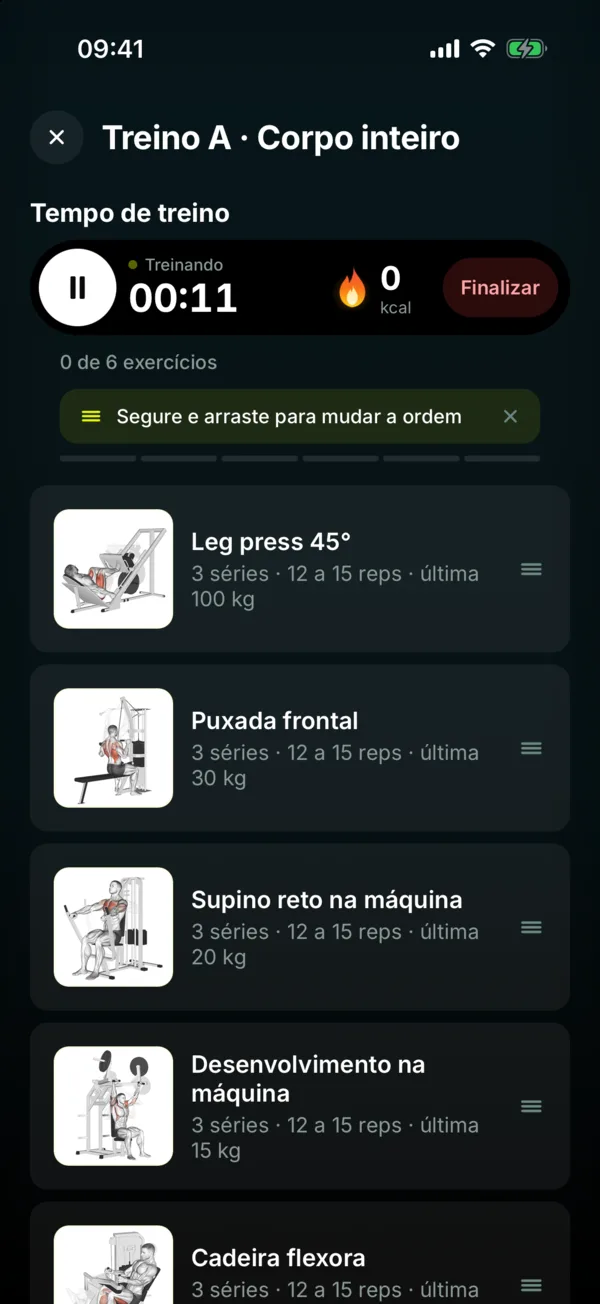 09:41
Treino A · Corpo inteiro
Tempo de treino
Treinando
00:11
0
kcal
Finalizar
0 de 6 exercícios
Segure e arraste para mudar a ordem
Leg press 45°
3 séries · 12 a 15 reps · última
100 kg
Puxada frontal
3 séries · 12 a 15 reps · última
30 kg
Supino reto na máquina
3 séries · 12 a 15 reps · última
20 kg
Desenvolvimento na
máquina
3 séries · 12 a 15 reps · última
15 kg
Cadeira flexora
3 séries · 12 a 15 reps · última